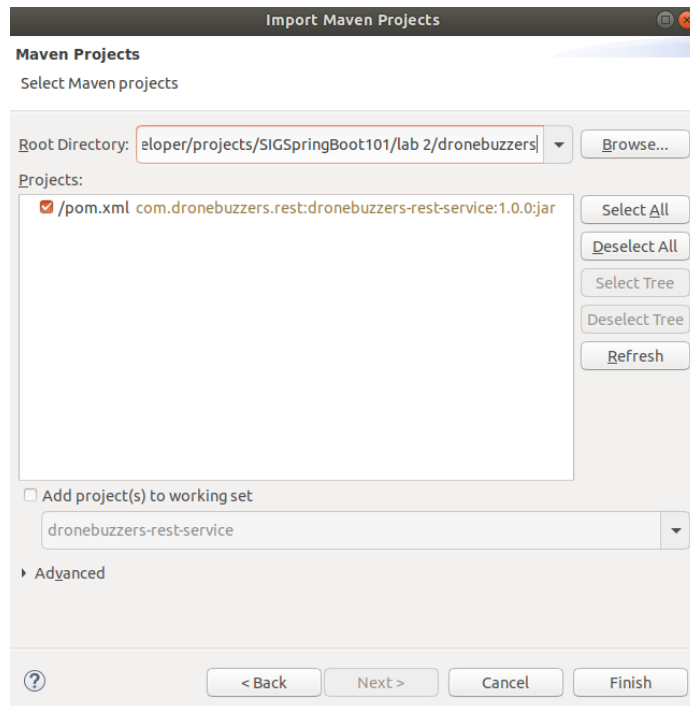 Import Maven Projects
Maven Projects
Select Maven projects
Root Directory: eloper/projects/SIGSpringBoot101/lab 2/dronebuzzers Browse...
Projects:
/pom.xml com.dronebuzzers.rest:dronebuzzers-rest-service:1.0.0:jar
Select All
Deselect All
Select Tree
Deselect Tree
Refresh
Add project(s) to working set
dronebuzzers-rest-service
Advanced
? < Back Next > Cancel Finish